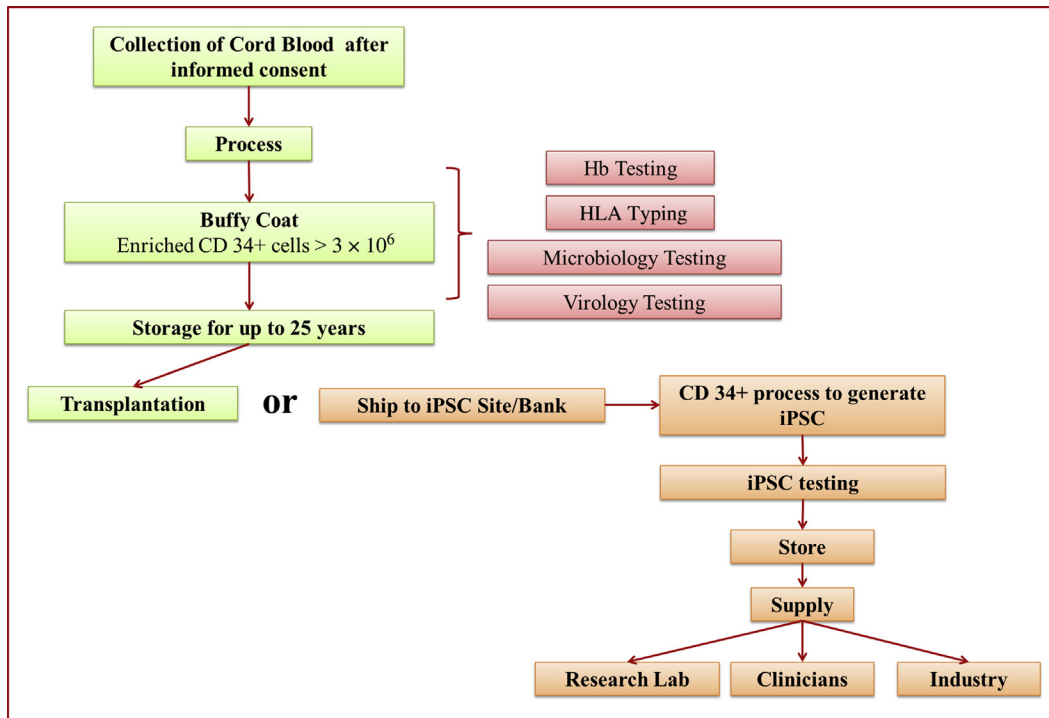 Collection of Cord Blood after
informed consent
Process
Buffy Coat
Enriched CD 34+ cells > 3 × 10⁶
Storage for up to 25 years
Hb Testing
HLA Typing
Microbiology Testing
Virology Testing
Transplantation
or
Ship to iPSC Site/Bank
CD 34+ process to generate
iPSC
iPSC testing
Store
Supply
Research Lab
Clinicians
Industry